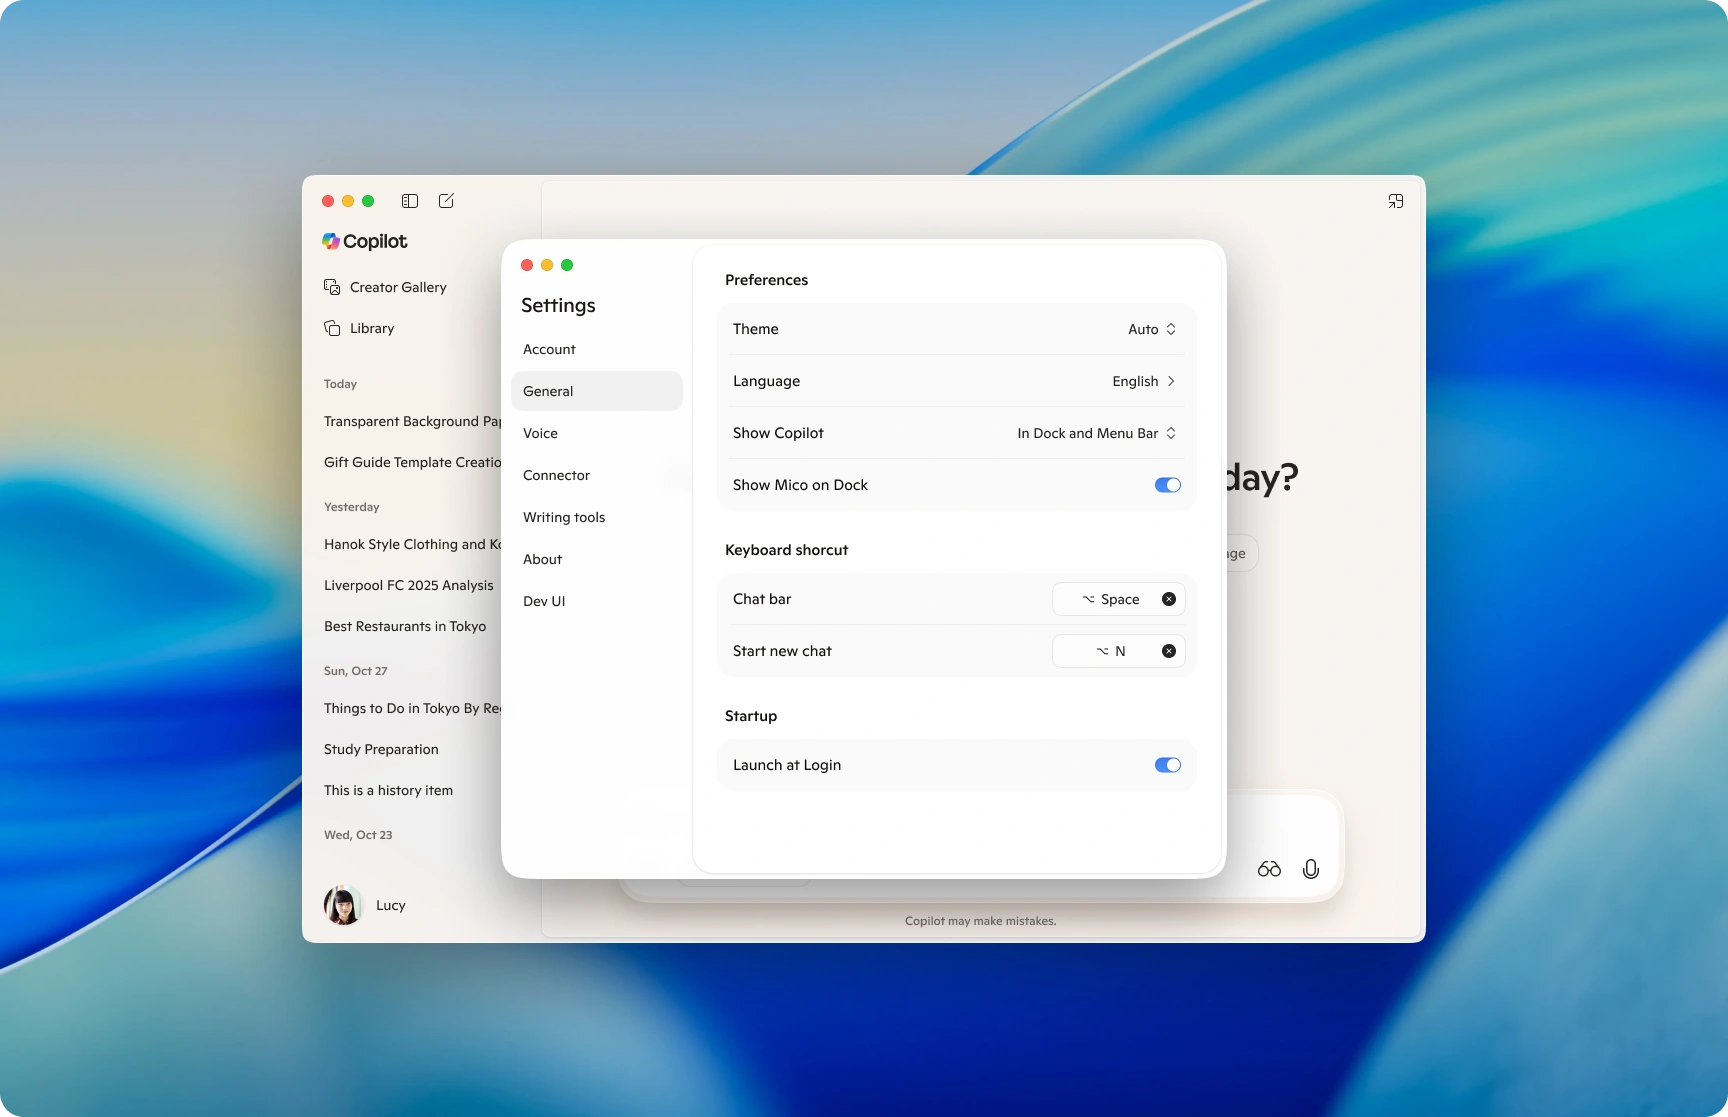 Copilot
Creator Gallery
Library
Today
Transparent Background Pap
Gift Guide Template Creatio
Yesterday
Hanok Style Clothing and Ko
Liverpool FC 2025 Analysis
Best Restaurants in Tokyo
Sun, Oct 27
Things to Do in Tokyo By Reg
Study Preparation
This is a history item
Wed, Oct 23
Lucy
Settings
Account
General
Voice
Connector
Writing tools
About
Dev UI
Preferences
Theme Auto
Language English
Show Copilot In Dock and Menu Bar
Show Mico on Dock
Keyboard shorcut
Chat bar ⌥ Space
Start new chat ⌥ N
Startup
Launch at Login
day?
age
Copilot may make mistakes.